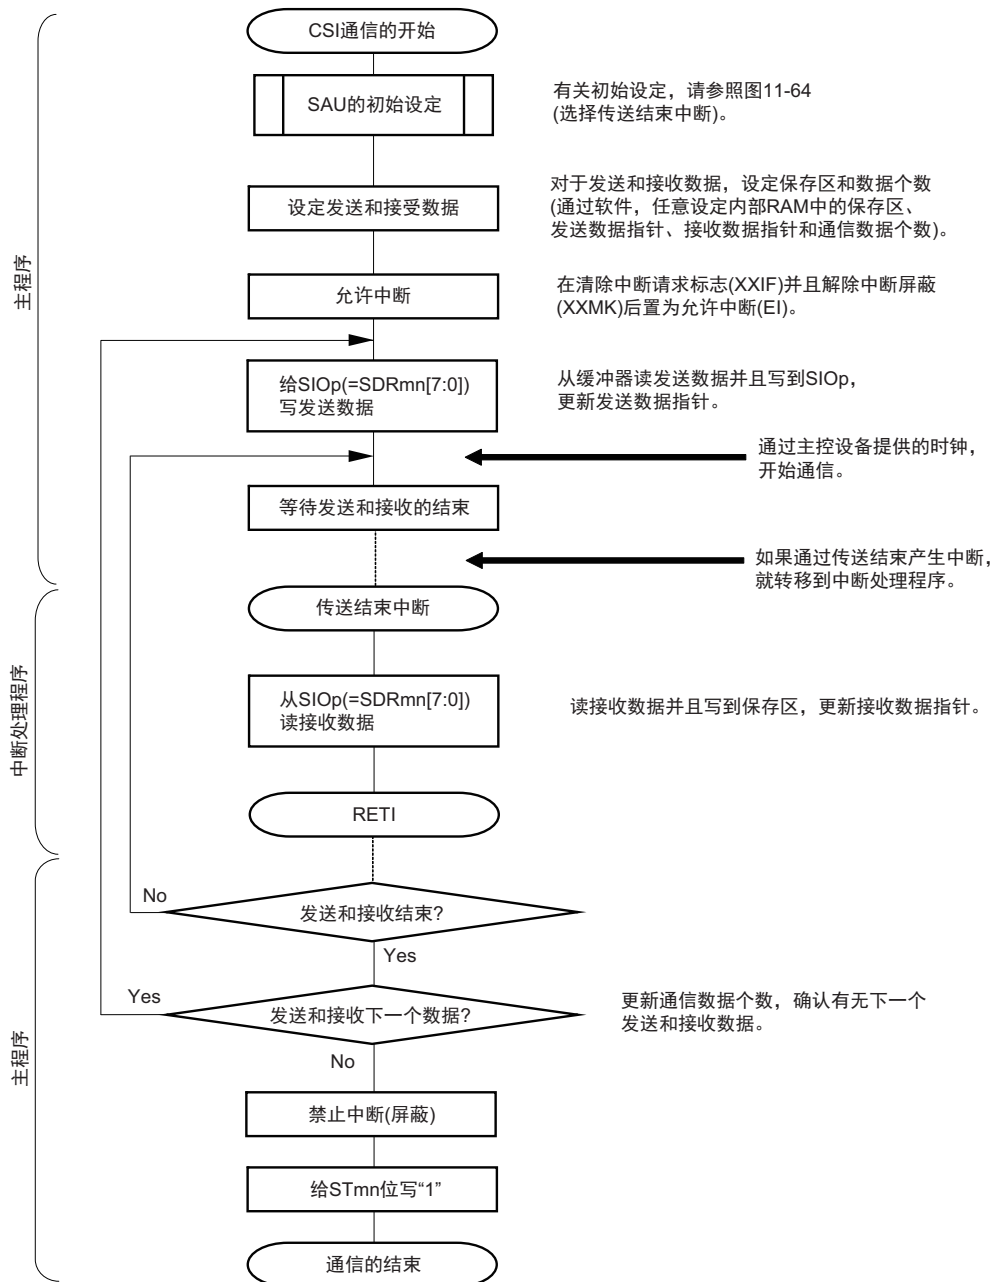 CSI通信的开始
SAU的初始设定
有关初始设定，请参照图11-64
(选择传送结束中断)。
设定发送和接受数据
对于发送和接收数据，设定保存区和数据个数
(通过软件，任意设定内部RAM中的保存区、
发送数据指针、接收数据指针和通信数据个数)。
主程序
允许中断
在清除中断请求标志(XXIF)并且解除中断屏蔽
(XXMK)后置为允许中断(EI)。
给SIOp(=SDRmn[7:0])
写发送数据
从缓冲器读发送数据并且写到SIOp，
更新发送数据指针。
通过主控设备提供的时钟，
开始通信。
等待发送和接收的结束
如果通过传送结束产生中断，
就转移到中断处理程序。
传送结束中断
中断处理程序
从SIOp(=SDRmn[7:0])
读接收数据
读接收数据并且写到保存区，更新接收数据指针。
RETI
No
发送和接收结束?
Yes
Yes
发送和接收下一个数据?
更新通信数据个数，确认有无下一个
发送和接收数据。
No
主程序
禁止中断(屏蔽)
给STmn位写“1”
通信的结束